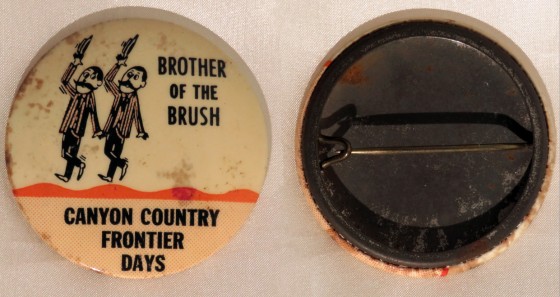 BROTHER
OF THE
BRUSH
CANYON COUNTRY
FRONTIER
DAYS